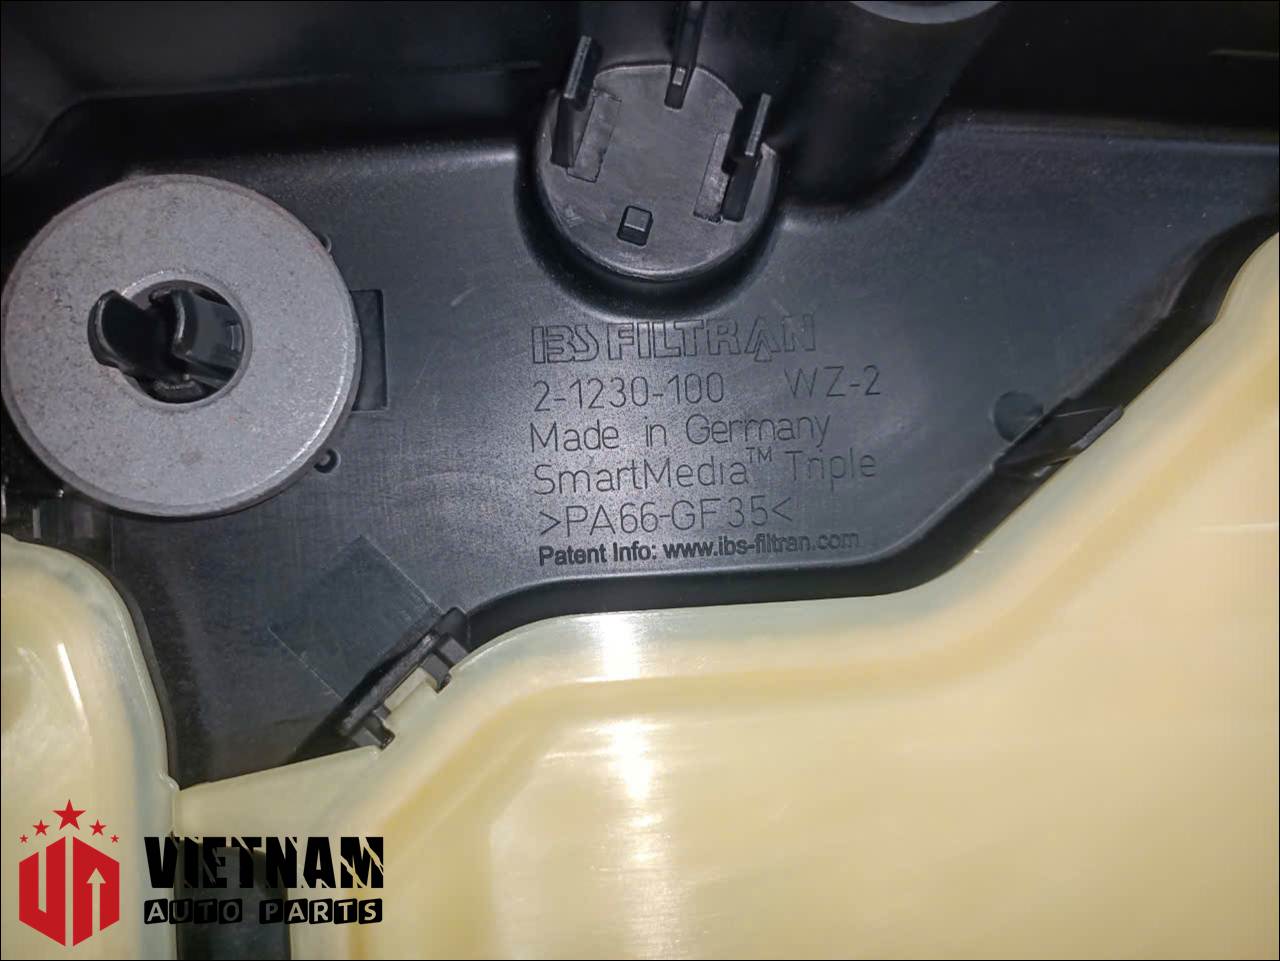 IBS FILTRAN
2-1230-100 WZ-2
Made in Germany
SmartMedia™ Triple
>PA66-GF35<
Patent Info: www.ibs-filtran.com
VIETNAM
AUTO PARTS